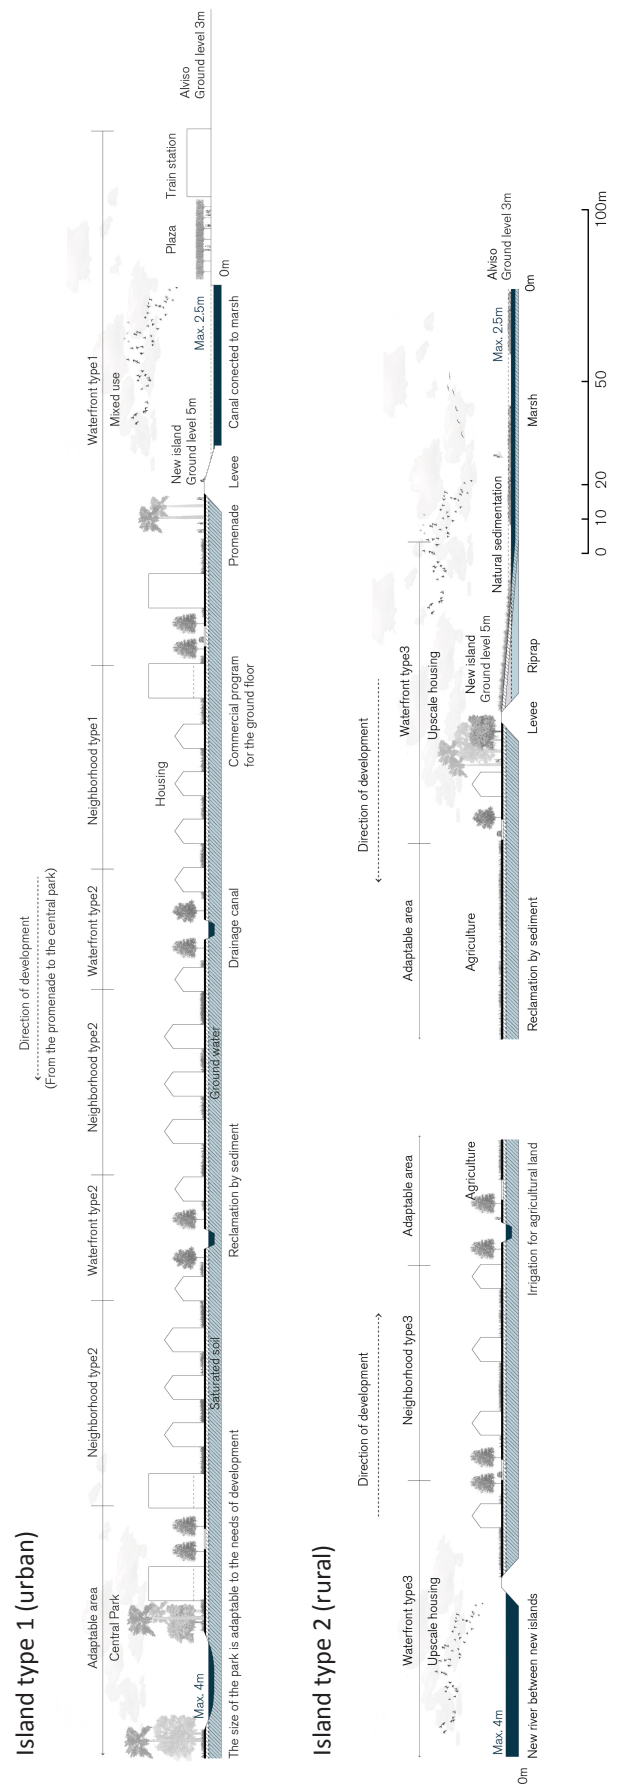 Island type 1 (urban)
Direction of development
(From the promenade to the central park)
Adaptable area
Neighborhood type2
Waterfront type2
Neighborhood type2
Waterfront type2
Neighborhood type1
Waterfront type1
Central Park
Housing
Mixed use
New island
Ground level 5m
Plaza
Train station
Alviso
Ground level 3m
Max. 4m
Saturated soil
Ground water
Max. 2.5m
0m
The size of the park is adaptable to the needs of development
Reclamation by sediment
Drainage canal
Commercial program
for the ground floor
Promenade
Levee
Canal conected to marsh
Island type 2 (rural)
Direction of development
Direction of development
Waterfront type3
Neighborhood type3
Adaptable area
Adaptable area
Waterfront type3
Upscale housing
Agriculture
Agriculture
Upscale housing
New island
Ground level 5m
Natural sedimentation
Max. 2.5m
Alviso
Ground level 3m
Max. 4m
0m
New river between new islands
Irrigation for agricultural land
Reclamation by sediment
Levee
Riprap
Marsh
0m
0 10 20 50 100m